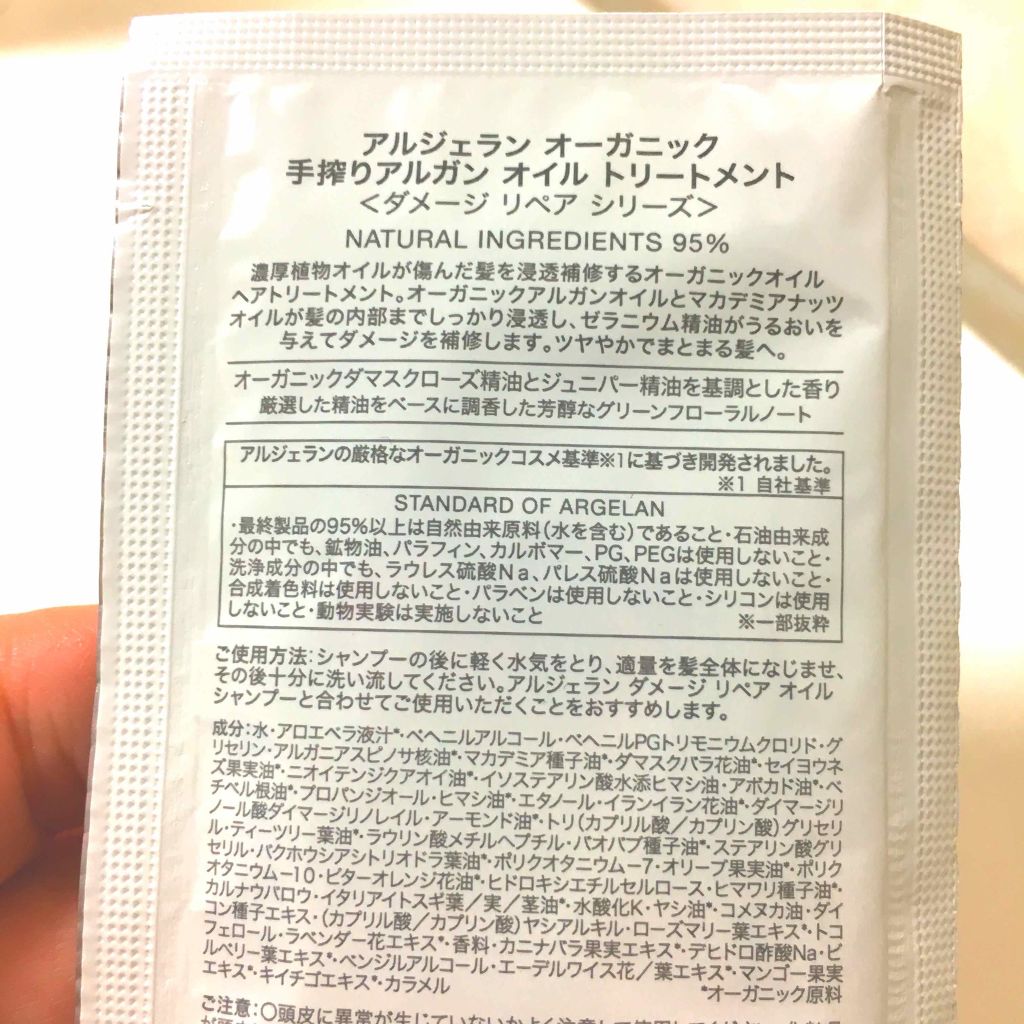 アルジェラン オーガニック
手搾りアルガン オイル トリートメント
＜ダメージ リペア シリーズ＞
NATURAL INGREDIENTS 95%
濃厚植物オイルが傷んだ髪を浸透補修するオーガニックオイル
ヘアトリートメント。オーガニックアルガンオイルとマカデミアナッツ
オイルが髪の内部までしっかり浸透し、ゼラニウム精油がうるおいを
与えてダメージを補修します。ツヤやかでまとまる髪へ。
オーガニックダマスクローズ精油とジュニパー精油を基調とした香り
厳選した精油をベースに調香した芳醇なグリーンフローラルノート
アルジェランの厳格なオーガニックコスメ基準※1に基づき開発されました。
※1 自社基準
STANDARD OF ARGELAN
・最終製品の95%以上は自然由来原料（水を含む）であること・石油由来成
分の中でも、鉱物油、パラフィン、カルボマー、PG、PEGは使用しないこと・
洗浄成分の中でも、ラウレス硫酸Na、パレス硫酸Naは使用しないこと・
合成着色料は使用しないこと・パラベンは使用しないこと・シリコンは使用
しないこと・動物実験は実施しないこと ※一部抜粋
ご使用方法：シャンプーの後に軽く水気をとり、適量を髪全体になじませ、
その後十分に洗い流してください。アルジェラン ダメージ リペア オイル
シャンプーと合わせてご使用いただくことをおすすめします。
成分：水・アロエベラ液汁*・ベヘニルアルコール・ベヘニルPGトリモニウムクロリド・グ
リセリン・アルガニアスピノサ核油*・マカデミア種子油*・ダマスクバラ花油*・セイヨウネ
ズ果実油*・ニオイテンジクアオイ油*・イソステアリン酸水添ヒマシ油・アボカド油*・ベ
チベル根油*・プロパンジオール・ヒマシ油*・エタノール・イランイラン花油*・ダイマージリ
ノール酸ダイマージリノレイル・アーモンド油*・トリ（カプリル酸／カプリン酸）グリセリ
ル・ティーツリー葉油*・ラウリン酸メチルヘプチル・バオバブ種子油*・ステアリン酸グリ
セリル・バクホウシアシトリオドラ葉油*・ポリクオタニウム-7・オリーブ果実油*・ポリク
オタニウム-10・ビターオレンジ花油*・ヒドロキシエチルセルロース・ヒマワリ種子油*・
カルナウバロウ・イタリアイトスギ葉／実／茎油*・水酸化K・ヤシ油*・コメヌカ油・ダイ
コン種子エキス・（カプリル酸／カプリン酸）ヤシアルキル・ローズマリー葉エキス*・トコ
フェロール・ラベンダー花エキス*・香料・カニナバラ果実エキス*・デヒドロ酢酸Na・ビ
ルベリー葉エキス*・ベンジルアルコール・エーデルワイス花／葉エキス*・マンゴー果実
エキス*・キイチゴエキス*・カラメル *オーガニック原料
ご注意：○頭皮に異常が生じていないかよく注意して使用してください。